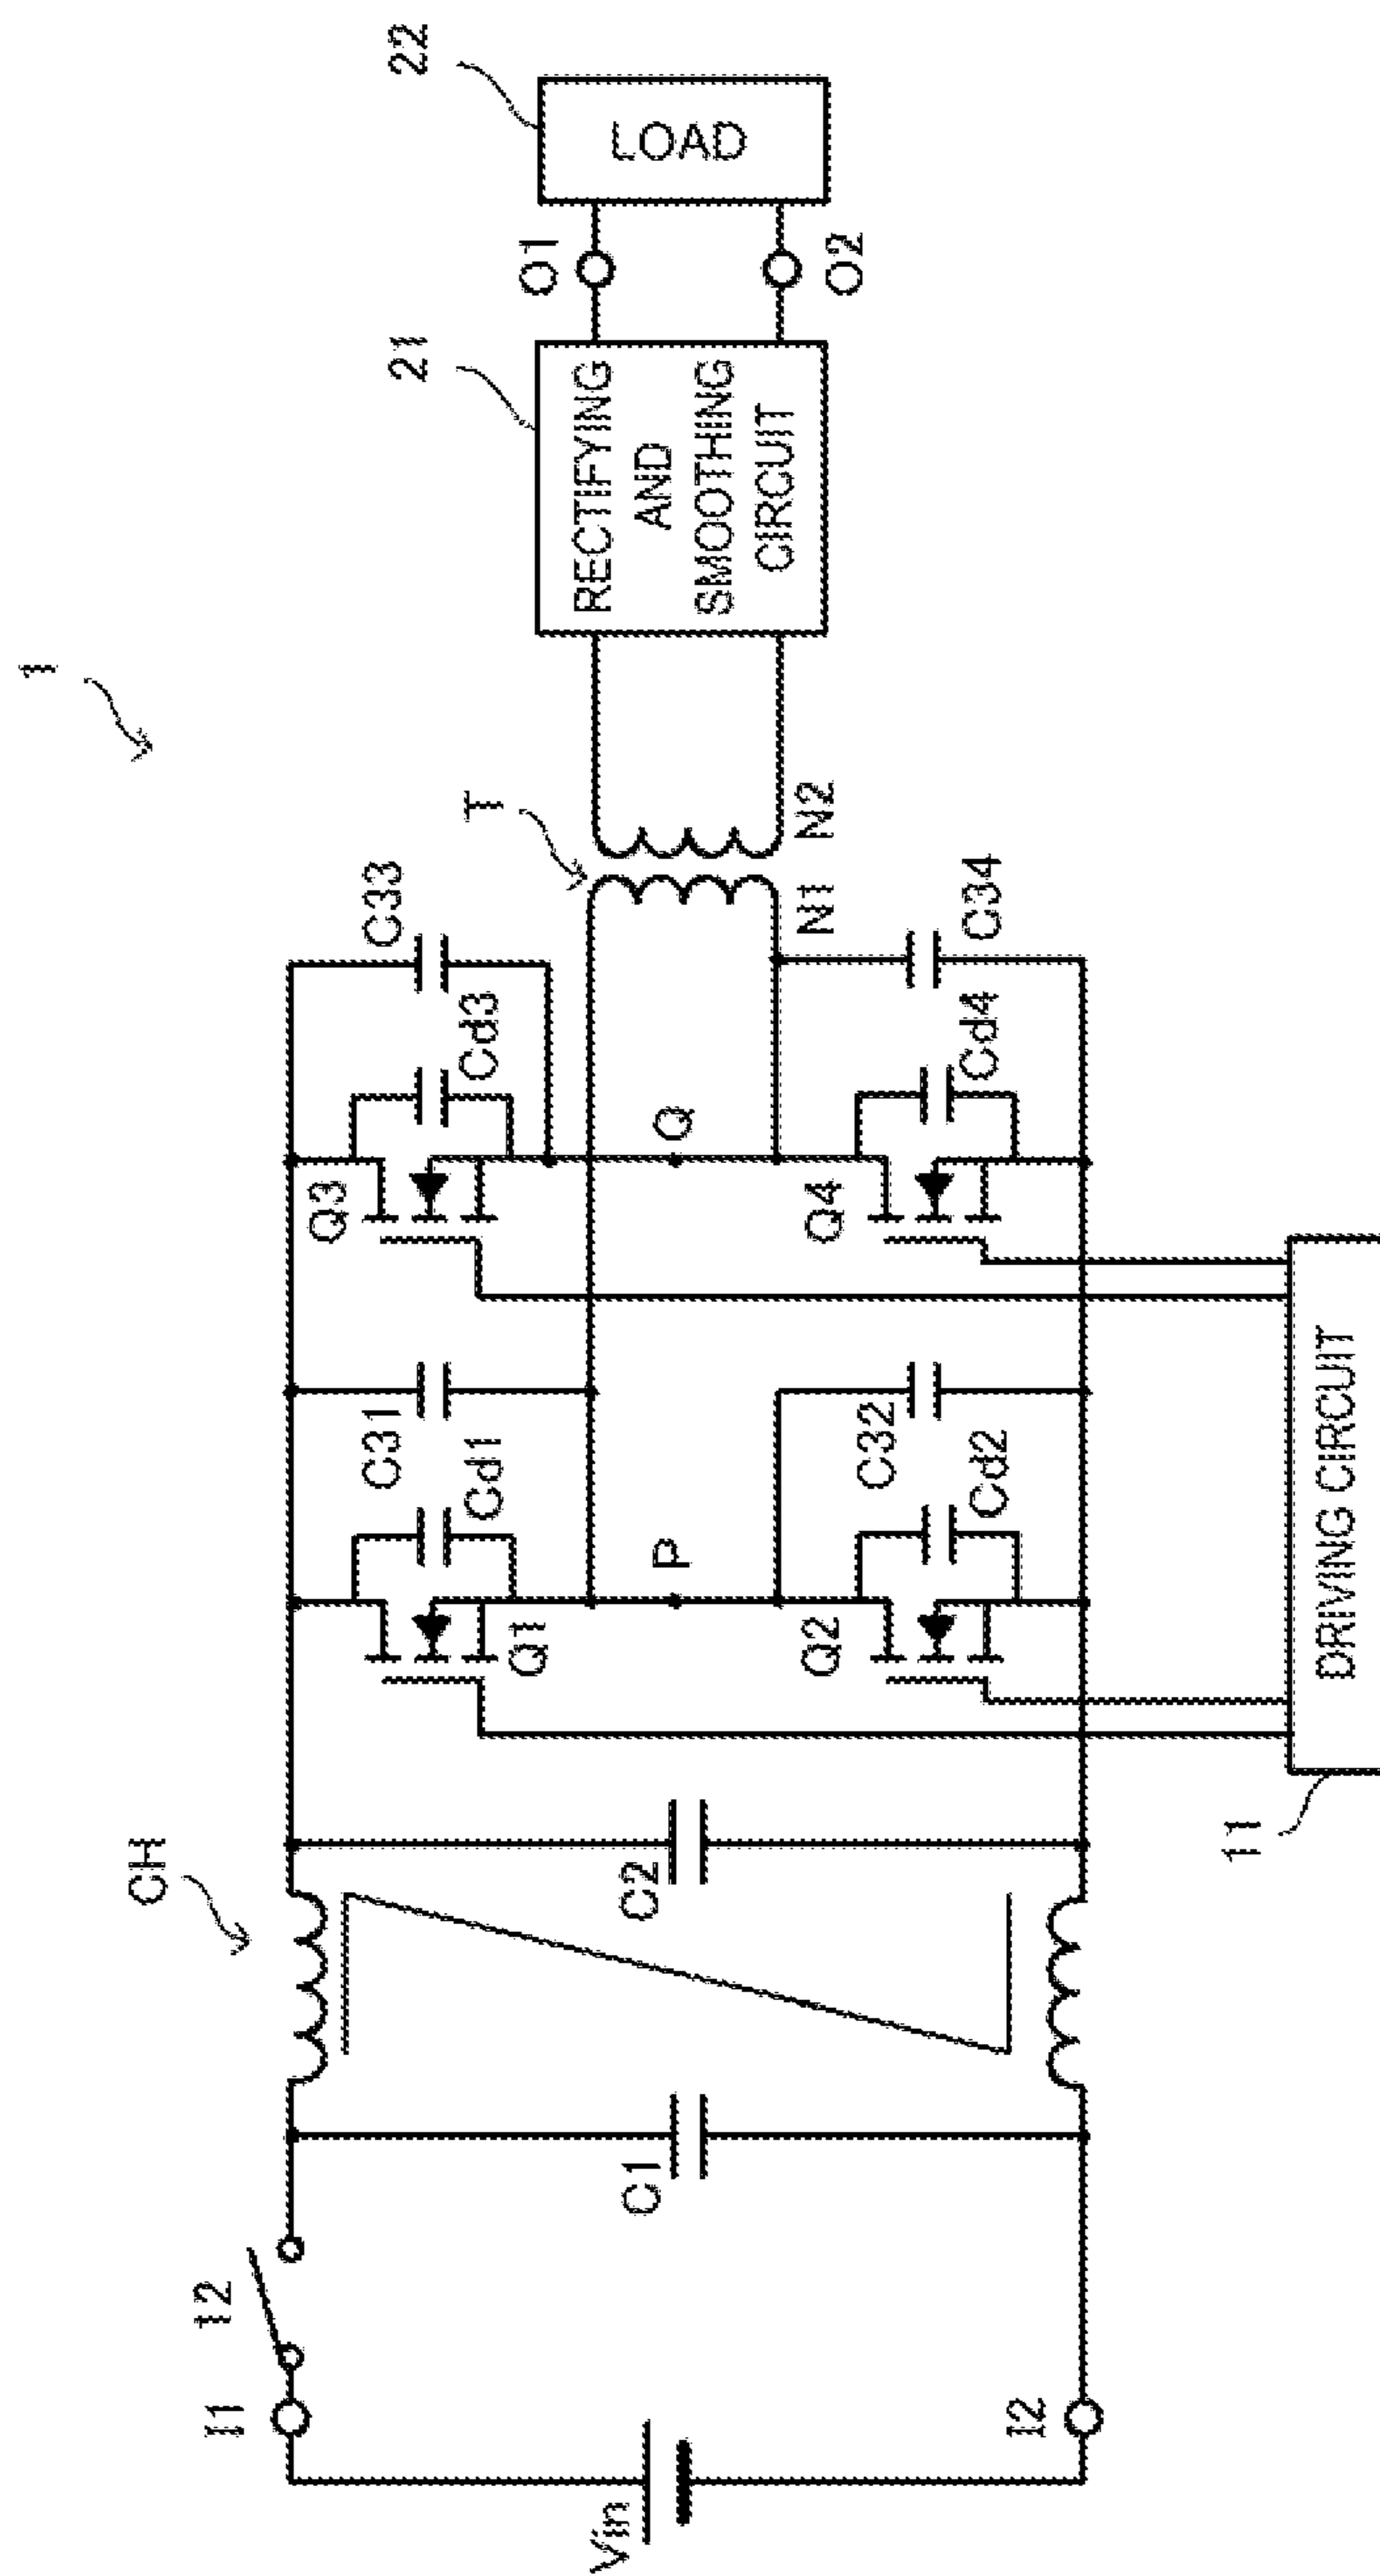 1
CH
T
21
22
I1
12
C1
C2
Q1
Cd1
C31
Q3
Cd3
C33
O1
RECTIFYING
AND
SMOOTHING
CIRCUIT
LOAD
Vin
P
Q
N1
N2
O2
Q2
Cd2
C32
Q4
Cd4
C34
I2
11
DRIVING CIRCUIT